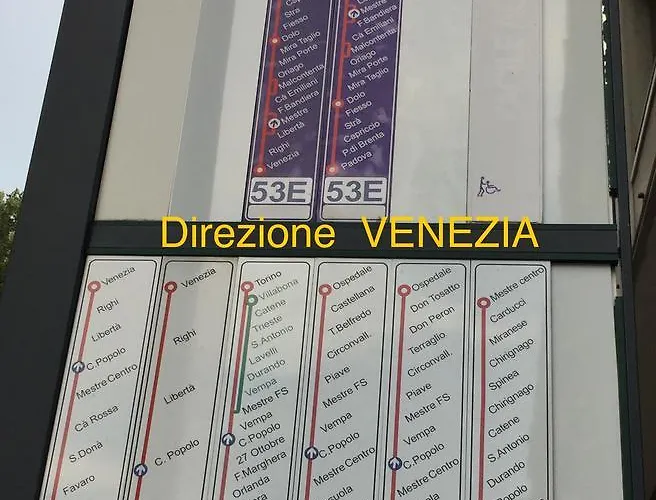 Stra
Fiesso
Dolo
Mira Taglio
Mira Porte
Oriago
Malcontenta
Cà Emiliani
F.Bandiera
Mestre
Libertà
Righi
Venezia
53E
Mestre
F.Bandiera
Cà Emiliani
Malcontenta
Oriago
Mira Porte
Mira Taglio
Dolo
Fiesso
Strà
Capriccio
P.di Brenta
Padova
53E
Direzione VENEZIA
Venezia
Righi
Libertà
C.Popolo
Mestre Centro
Cà Rossa
S.Donà
Favaro
Venezia
Righi
Libertà
C. Popolo
Torino
Villabona
Catene
Trieste
S.Antonio
Lavelli
Durando
Vempa
Mestre FS
Vempa
C.Popolo
27 Ottobre
F.Marghera
Orlanda
Ospedale
Castellana
T.Belfredo
Circonvall.
Piave
Mestre FS
Vempa
C.Popolo
Mestre Centro
Ospedale
Don Tosatto
Don Peron
Terraglio
Circonvall.
Piave
Mestre FS
Vempa
C.Popolo
Mestre Centro
Mestre centro
Carducci
Miranese
Chirignago
Spinea
Chirignago
Catene
S.Antonio
Durando